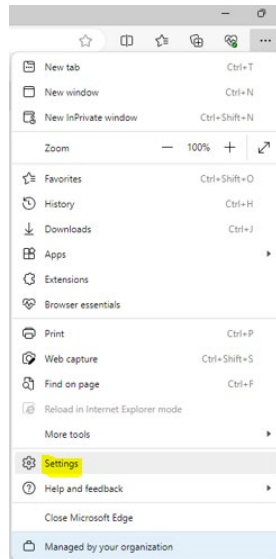 New tab Ctrl+T
New window Ctrl+N
New InPrivate window Ctrl+Shift+N
Zoom — 100% +
Favorites Ctrl+Shift+O
History Ctrl+H
Downloads Ctrl+J
Apps
Extensions
Browser essentials
Print Ctrl+P
Web capture Ctrl+Shift+S
Find on page Ctrl+F
Reload in Internet Explorer mode
More tools
Settings
Help and feedback
Close Microsoft Edge
Managed by your organization